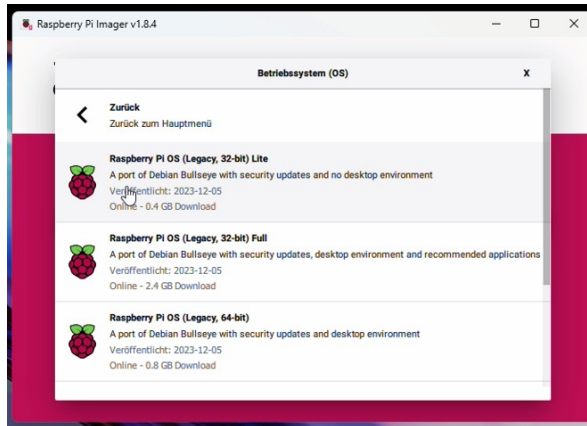 Raspberry Pi Imager v1.8.4
Betriebssystem (OS)
X
Zurück
Zurück zum Hauptmenü
Raspberry Pi OS (Legacy, 32-bit) Lite
A port of Debian Bullseye with security updates and no desktop environment
Veröffentlicht: 2023-12-05
Online - 0.4 GB Download
Raspberry Pi OS (Legacy, 32-bit) Full
A port of Debian Bullseye with security updates, desktop environment and recommended applications
Veröffentlicht: 2023-12-05
Online - 2.4 GB Download
Raspberry Pi OS (Legacy, 64-bit)
A port of Debian Bullseye with security updates and desktop environment
Veröffentlicht: 2023-12-05
Online - 0.8 GB Download